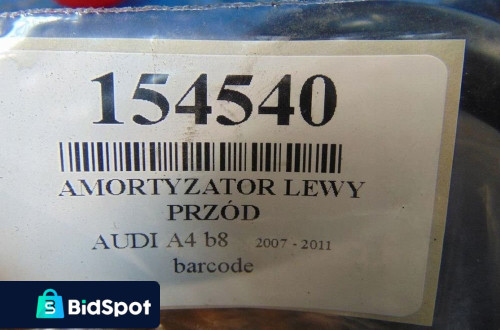 154540
AMORTYZATOR LEWY
PRZÓD
AUDI A4 b8 2007 - 2011
barcode
BidSpot